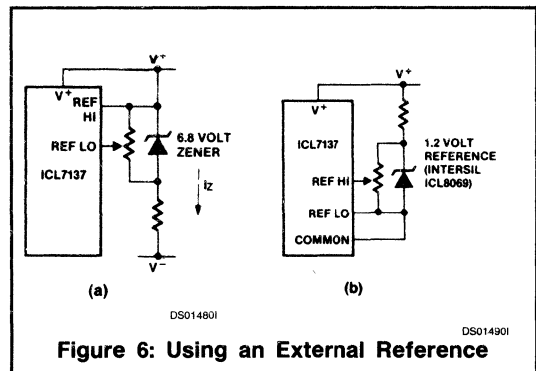 V+
V+
REF
HI
REF LO
ICL7137
6.8 VOLT
ZENER
iz
V−
(a)
DS01480I
V+
V+
ICL7137
REF HI
REF LO
COMMON
1.2 VOLT
REFERENCE
(INTERSIL
ICL8069)
(b)
DS01490I
Figure 6: Using an External Reference